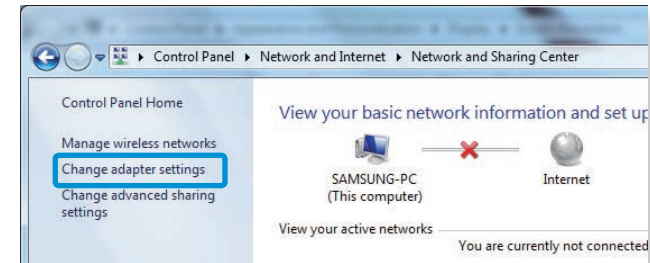 Control Panel ▸ Network and Internet ▸ Network and Sharing Center
Control Panel Home
Manage wireless networks
Change adapter settings
Change advanced sharing
settings
View your basic network information and set up
SAMSUNG-PC
(This computer)
Internet
View your active networks
You are currently not connected